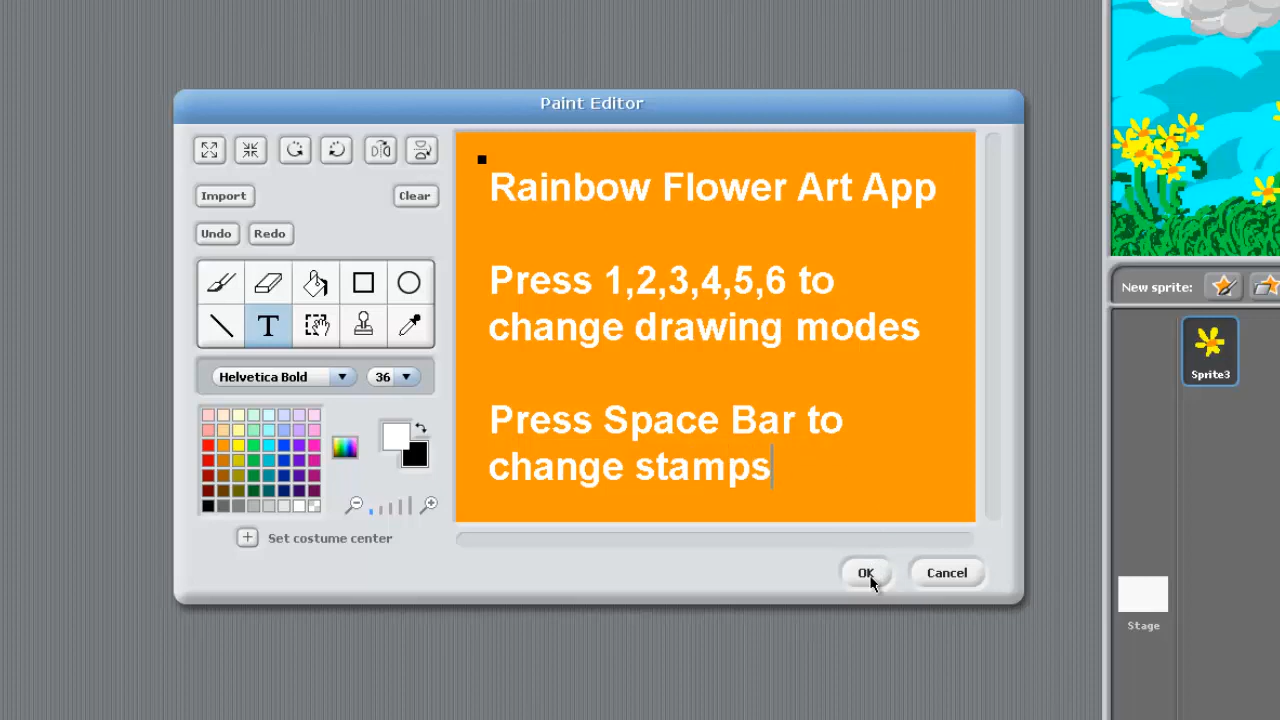 Paint Editor
Import
Clear
Undo
Redo
T
Helvetica Bold
36
Set costume center
Rainbow Flower Art App
Press 1,2,3,4,5,6 to
change drawing modes
Press Space Bar to
change stamps
OK
Cancel
New sprite:
Sprite3
Stage